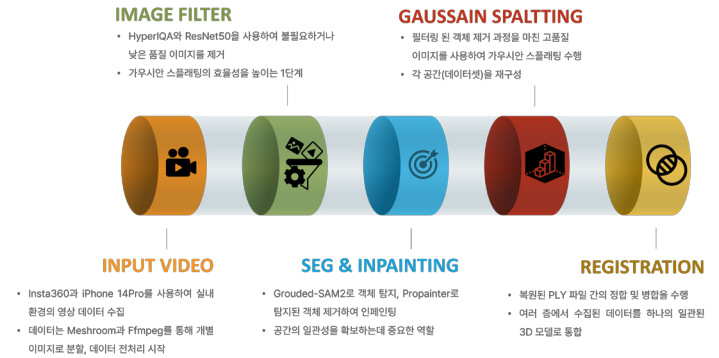 IMAGE FILTER
• HyperIQA와 ResNet50을 사용하여 불필요하거나
낮은 품질 이미지를 제거
• 가우시안 스플래팅의 효율성을 높이는 1단계
GAUSSIAN SPALTTING
• 필터링 된 객체 제거 과정을 마친 고품질
이미지를 사용하여 가우시안 스플래팅 수행
• 각 공간(데이터셋)을 재구성
INPUT VIDEO
• Insta360과 iPhone 14Pro를 사용하여 실내
환경의 영상 데이터 수집
• 데이터는 Meshroom과 Ffmpeg를 통해 개별
이미지로 분할, 데이터 전처리 시작
SEG & INPAINTING
• Grouded-SAM2로 객체 탐지, Propainter로
탐지된 객체 제거하여 인페인팅
• 공간의 일관성을 확보하는데 중요한 역할
REGISTRATION
• 복원된 PLY 파일 간의 정합 및 병합을 수행
• 여러 층에서 수집된 데이터를 하나의 일관된
3D 모델로 통합